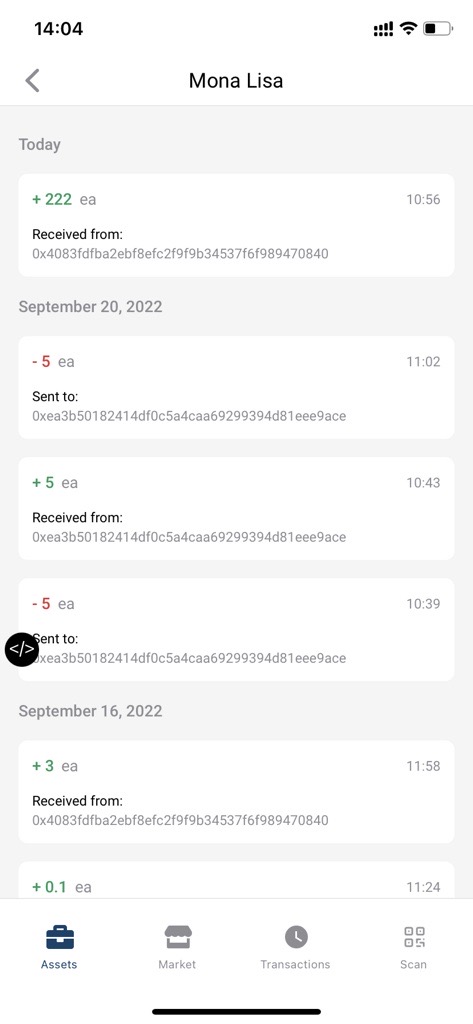 14:04
Mona Lisa
Today
+ 222 ea 10:56
Received from:
0x4083fdfba2ebf8efc2f9f9b34537f6f989470840
September 20, 2022
- 5 ea 11:02
Sent to:
0xea3b50182414df0c5a4caa69299394d81eee9ace
+ 5 ea 10:43
Received from:
0xea3b50182414df0c5a4caa69299394d81eee9ace
- 5 ea 10:39
</> Sent to:
0xea3b50182414df0c5a4caa69299394d81eee9ace
September 16, 2022
+ 3 ea 11:58
Received from:
0x4083fdfba2ebf8efc2f9f9b34537f6f989470840
+ 0.1 ea 11:24
Assets Market Transactions Scan